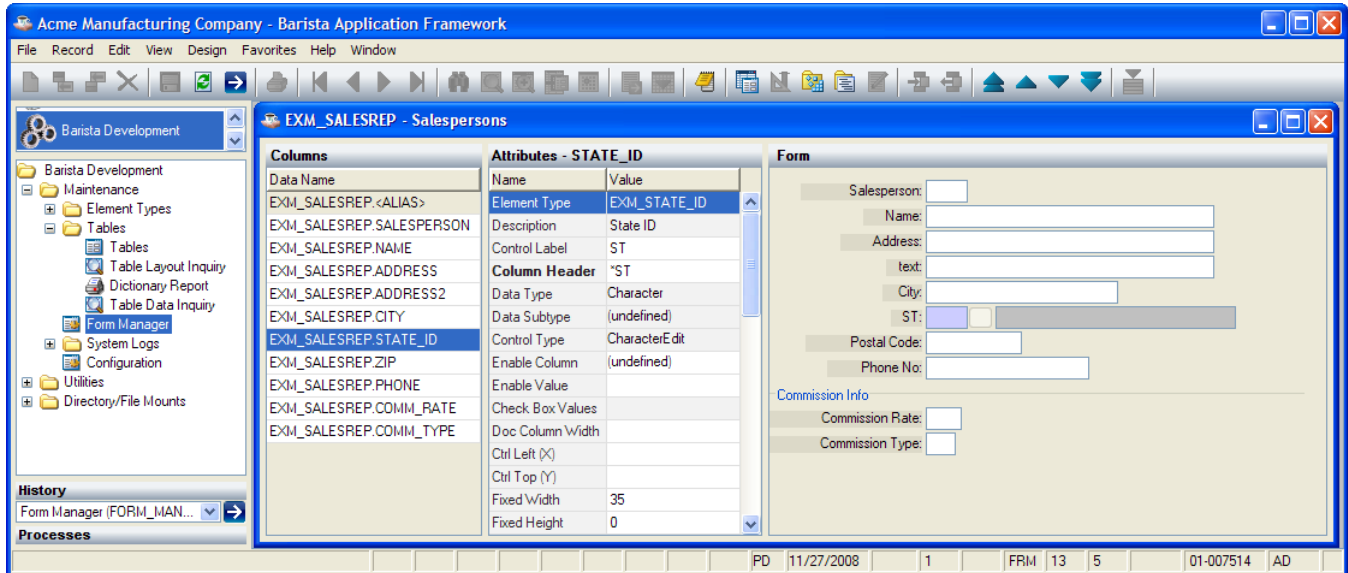 Acme Manufacturing Company - Barista Application Framework
File Record Edit View Design Favorites Help Window
Barista Development
Barista Development
Maintenance
Element Types
Tables
Tables
Table Layout Inquiry
Dictionary Report
Table Data Inquiry
Form Manager
System Logs
Configuration
Utilities
Directory/File Mounts
History
Form Manager (FORM_MAN...
Processes
EXM_SALESREP - Salespersons
Columns
Data Name
EXM_SALESREP.<ALIAS>
EXM_SALESREP.SALESPERSON
EXM_SALESREP.NAME
EXM_SALESREP.ADDRESS
EXM_SALESREP.ADDRESS2
EXM_SALESREP.CITY
EXM_SALESREP.STATE_ID
EXM_SALESREP.ZIP
EXM_SALESREP.PHONE
EXM_SALESREP.COMM_RATE
EXM_SALESREP.COMM_TYPE
Attributes - STATE_ID
Name Value
Element Type EXM_STATE_ID
Description State ID
Control Label ST
Column Header *ST
Data Type Character
Data Subtype (undefined)
Control Type CharacterEdit
Enable Column (undefined)
Enable Value
Check Box Values
Doc Column Width
Ctrl Left (X)
Ctrl Top (Y)
Fixed Width 35
Fixed Height 0
Form
Salesperson:
Name:
Address:
text:
City:
ST:
Postal Code:
Phone No:
Commission Info
Commission Rate:
Commission Type:
PD 11/27/2008 1 FRM 13 5 01-007514 AD